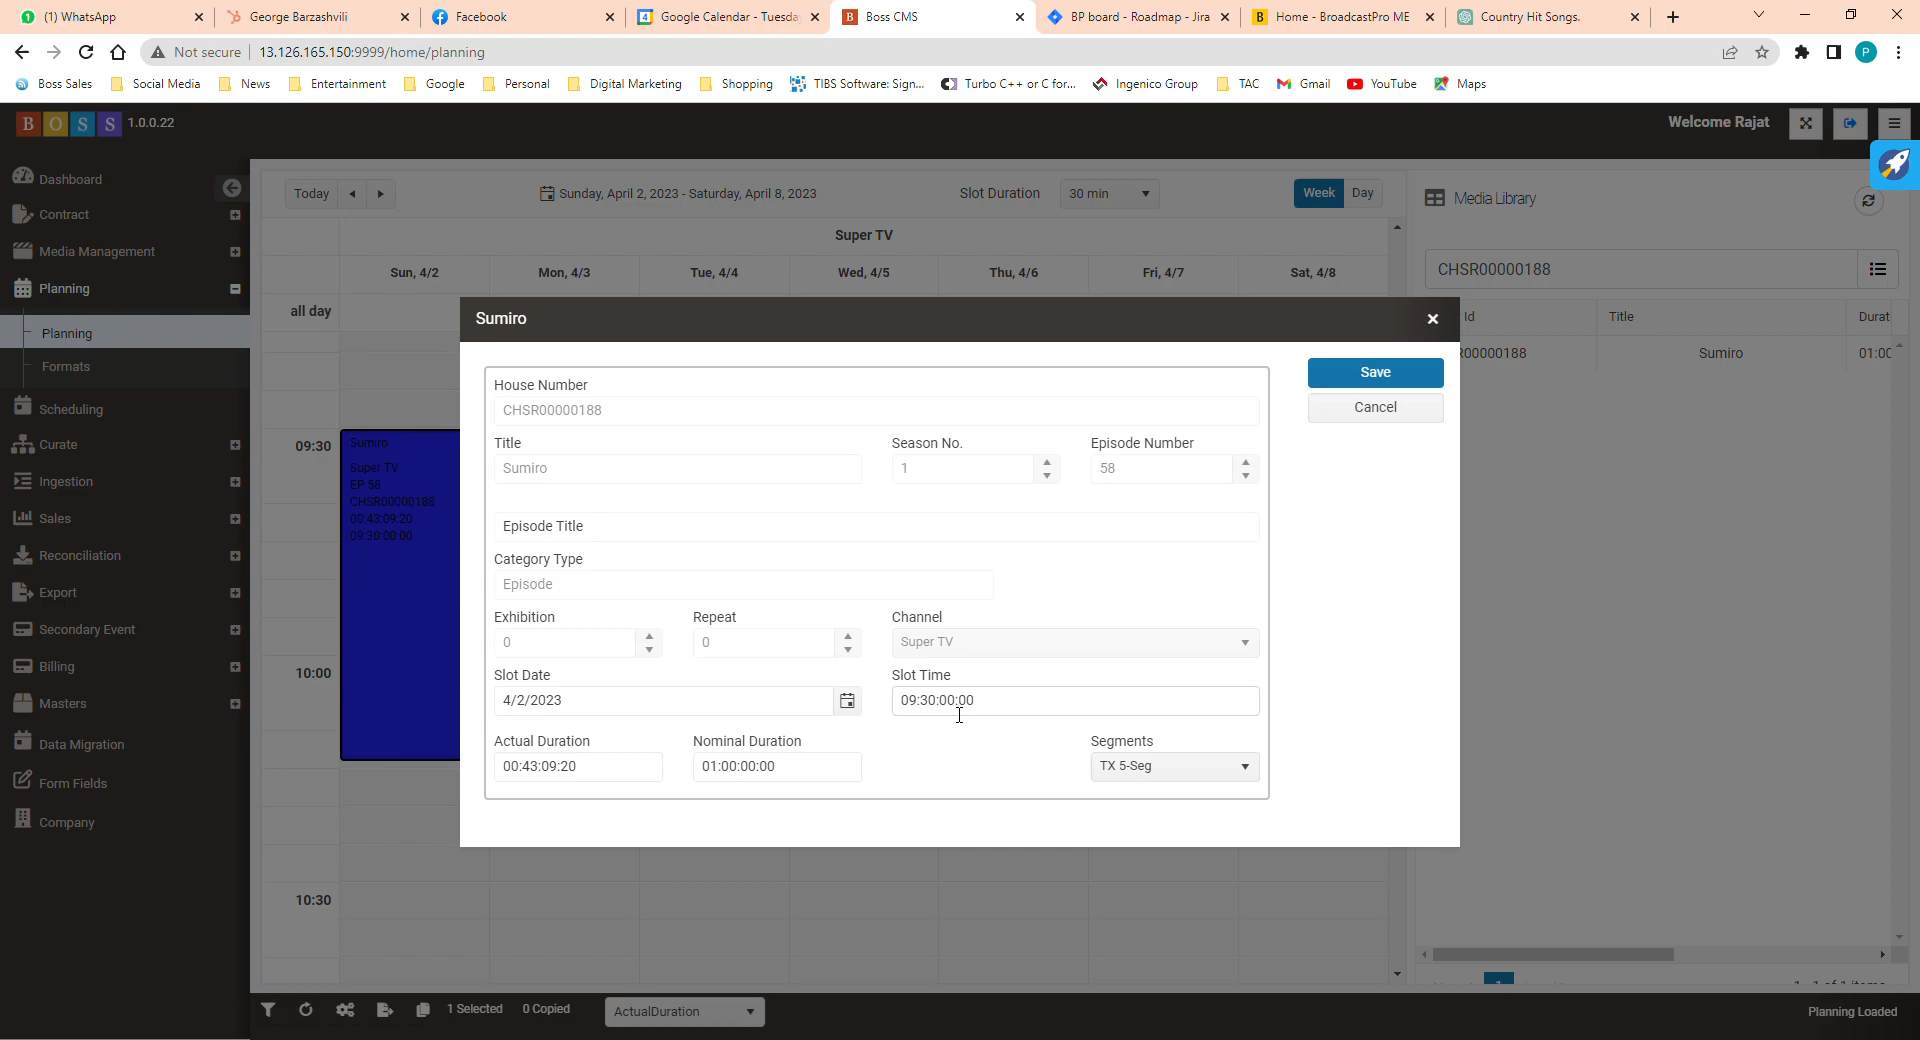 (1) WhatsApp
George Barzashvili
Facebook
Google Calendar - Tuesda
Boss CMS
BP board - Roadmap - Jira
Home - BroadcastPro ME
Country Hit Songs.
Not secure
13.126.165.150:9999/home/planning
P
Boss Sales
Social Media
News
Entertainment
Google
Personal
Digital Marketing
Shopping
TIBS Software: Sign...
Turbo C++ or C for...
Ingenico Group
TAC
Gmail
YouTube
Maps
BOSS 1.0.0.22
Welcome Rajat
Dashboard
Contract
Media Management
Planning
Planning
Formats
Scheduling
Curate
Ingestion
Sales
Reconciliation
Export
Secondary Event
Billing
Masters
Data Migration
Form Fields
Company
Today
Sunday, April 2, 2023 - Saturday, April 8, 2023
Slot Duration
30 min
Week
Day
Super TV
Sun, 4/2
Mon, 4/3
Tue, 4/4
Wed, 4/5
Thu, 4/6
Fri, 4/7
Sat, 4/8
all day
09:30
10:00
10:30
Sumiro
Super TV
EP 58
CHSR00000188
00:43:09:20
09:30:00:00
Sumiro
House Number
CHSR00000188
Title
Season No.
Episode Number
Sumiro
1
58
Episode Title
Category Type
Episode
Exhibition
Repeat
Channel
0
0
Super TV
Slot Date
Slot Time
4/2/2023
09:30:00:00
Actual Duration
Nominal Duration
Segments
00:43:09:20
01:00:00:00
TX 5-Seg
Save
Cancel
Media Library
CHSR00000188
Id
Title
Durat
R00000188
Sumiro
01:00
1 Selected
0 Copied
ActualDuration
Planning Loaded